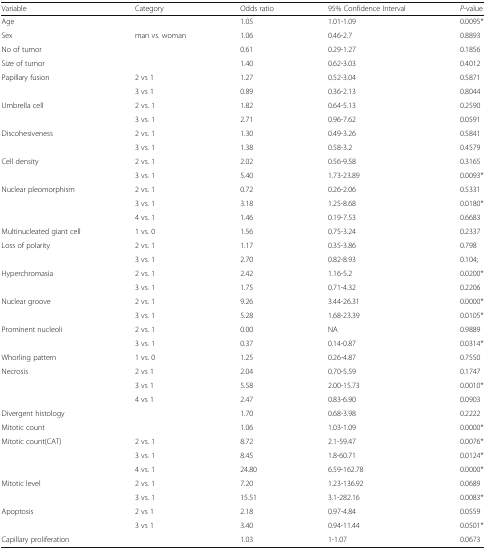 Variable Category Odds ratio 95% Confidence Interval P-value
Age 1.05 1.01-1.09 0.0095*
Sex man vs. woman 1.06 0.46-2.7 0.8893
No of tumor 0.61 0.29-1.27 0.1856
Size of tumor 1.40 0.62-3.03 0.4012
Papillary fusion 2 vs 1 1.27 0.52-3.04 0.5871
3 vs 1 0.89 0.36-2.13 0.8044
Umbrella cell 2 vs. 1 1.82 0.64-5.13 0.2590
3 vs. 1 2.71 0.96-7.62 0.0591
Discohesiveness 2 vs. 1 1.30 0.49-3.26 0.5841
3 vs. 1 1.38 0.58-3.2 0.4579
Cell density 2 vs. 1 2.02 0.56-9.58 0.3165
3 vs. 1 5.40 1.73-23.89 0.0093*
Nuclear pleomorphism 2 vs. 1 0.72 0.26-2.06 0.5331
3 vs. 1 3.18 1.25-8.68 0.0180*
4 vs. 1 1.46 0.19-7.53 0.6683
Multinucleated giant cell 1 vs. 0 1.56 0.75-3.24 0.2337
Loss of polarity 2 vs. 1 1.17 0.35-3.86 0.798
3 vs. 1 2.70 0.82-8.93 0.104;
Hyperchromasia 2 vs. 1 2.42 1.16-5.2 0.0200*
3 vs. 1 1.75 0.71-4.32 0.2206
Nuclear groove 2 vs. 1 9.26 3.44-26.31 0.0000*
3 vs. 1 5.28 1.68-23.39 0.0105*
Prominent nucleoli 2 vs. 1 0.00 NA 0.9889
3 vs. 1 0.37 0.14-0.87 0.0314*
Whorling pattern 1 vs. 0 1.25 0.26-4.87 0.7550
Necrosis 2 vs 1 2.04 0.70-5.59 0.1747
3 vs 1 5.58 2.00-15.73 0.0010*
4 vs 1 2.47 0.83-6.90 0.0903
Divergent histology 1.70 0.68-3.98 0.2222
Mitotic count 1.06 1.03-1.09 0.0000*
Mitotic count(CAT) 2 vs. 1 8.72 2.1-59.47 0.0076*
3 vs. 1 8.45 1.8-60.71 0.0124*
4 vs. 1 24.80 6.59-162.78 0.0000*
Mitotic level 2 vs. 1 7.20 1.23-136.92 0.0689
3 vs. 1 15.51 3.1-282.16 0.0083*
Apoptosis 2 vs 1 2.18 0.97-4.84 0.0559
3 vs 1 3.40 0.94-11.44 0.0501*
Capillary proliferation 1.03 1-1.07 0.0673